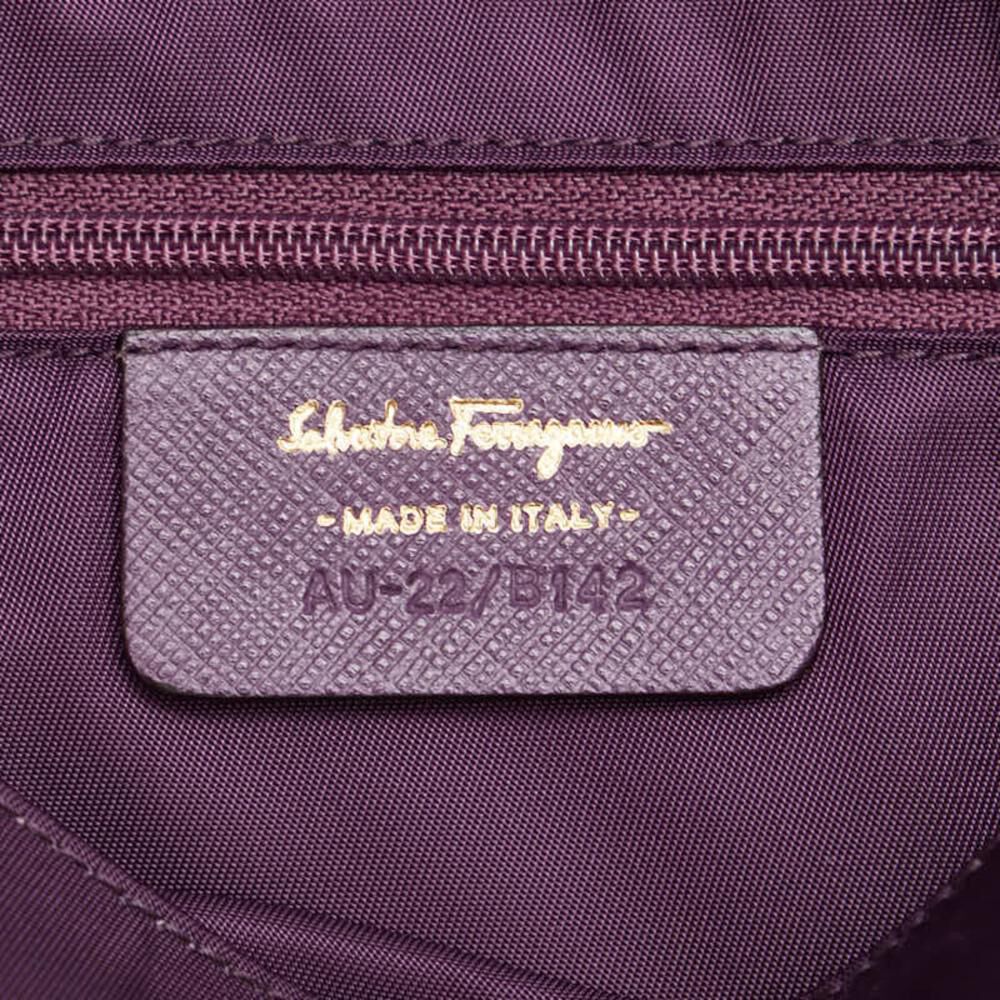 Salvatore Ferragamo
-MADE IN ITALY-
AU-22/B142